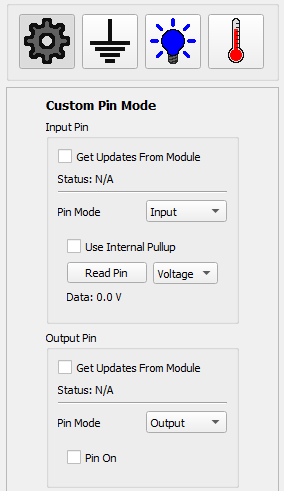 Custom Pin Mode
Input Pin
Get Updates From Module
Status: N/A
Pin Mode Input
Use Internal Pullup
Read Pin Voltage
Data: 0.0 V
Output Pin
Get Updates From Module
Status: N/A
Pin Mode Output
Pin On